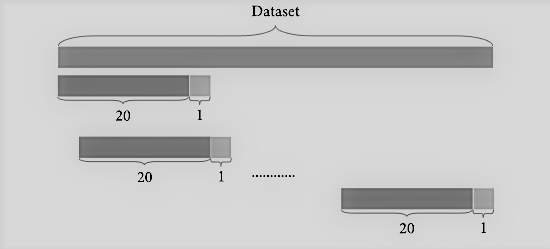 Dataset
20 1
20 1
............
20 1